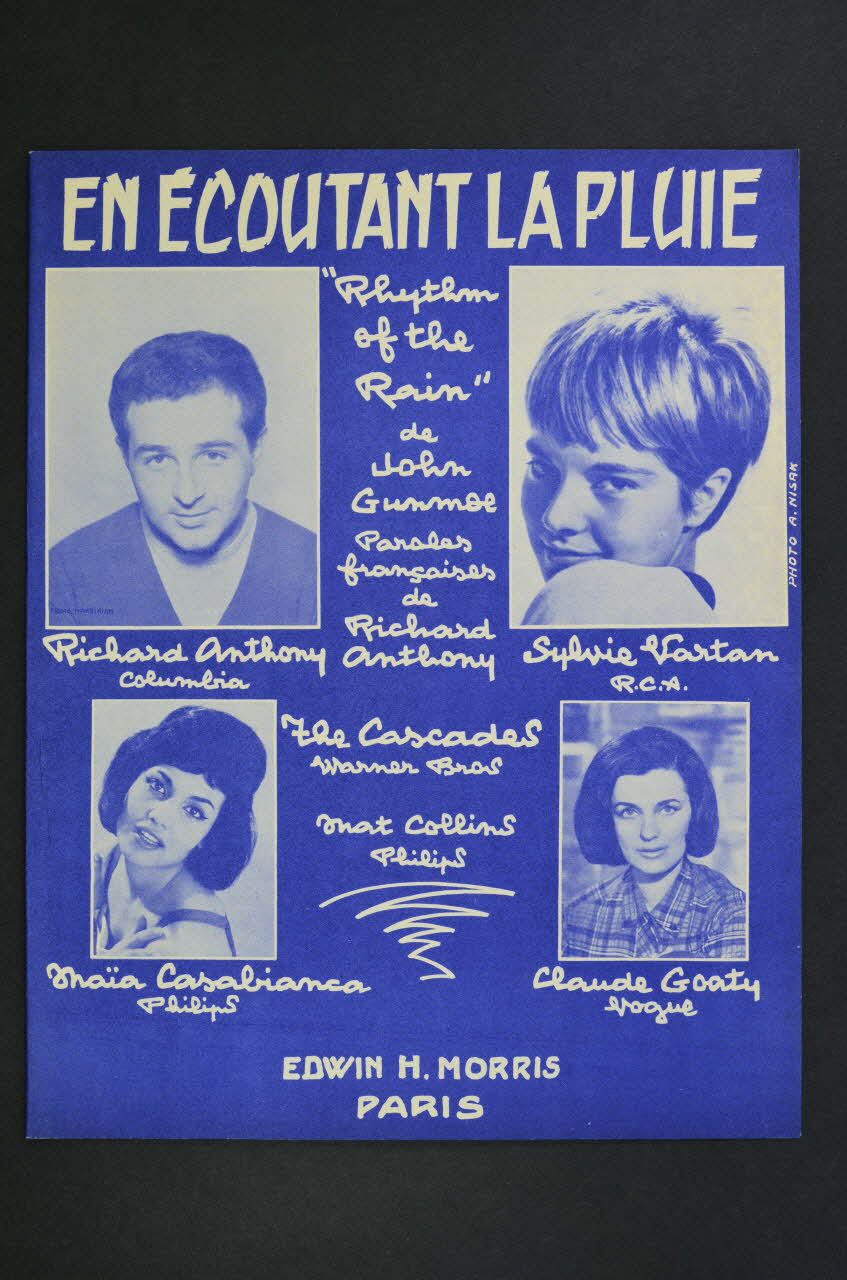 EN ÉCOUTANT LA PLUIE
"Rhythm
of the
Rain"
de
John
Gunmoe
Paroles
françaises
de
Richard
Anthony
PHOTO A. NISAK
Richard Anthony
Columbia
Sylvie Vartan
R.C.A.
The Cascades
Warner Bros
Mat Collins
Philips
Maïa Casabianca
Philips
Claude Goaty
Vogue
EDWIN H. MORRIS
PARIS